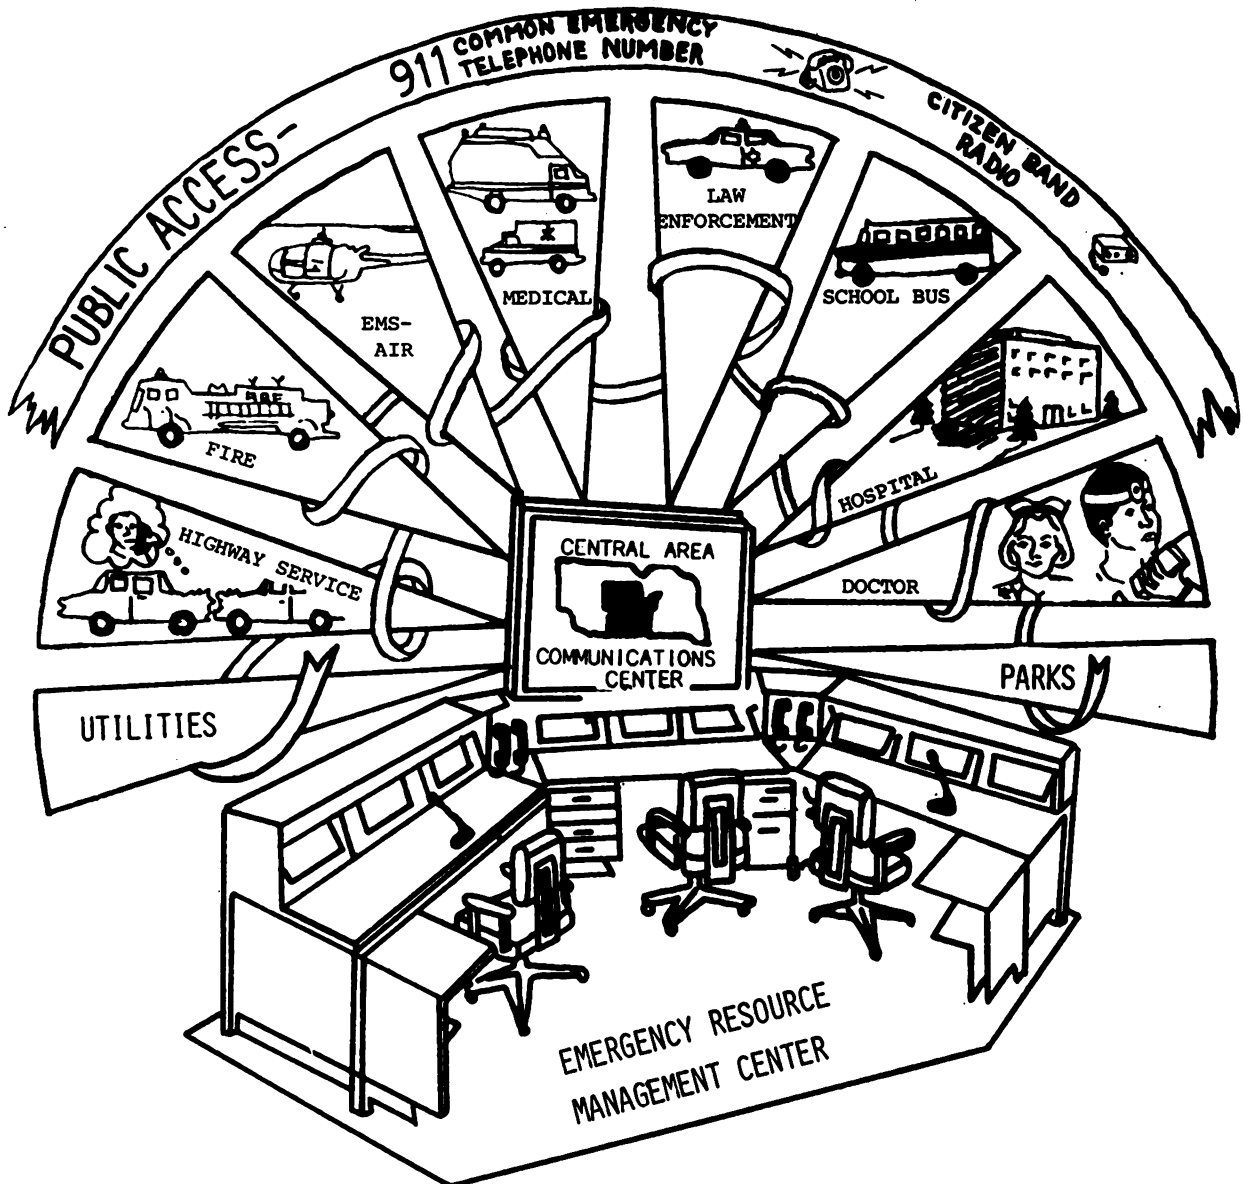 PUBLIC ACCESS-
911 COMMON EMERGENCY
TELEPHONE NUMBER
CITIZEN BAND
RADIO
UTILITIES
HIGHWAY SERVICE
FIRE
FIRE
EMS-
AIR
MEDICAL
LAW
ENFORCEMENT
SCHOOL BUS
HOSPITAL
DOCTOR
PARKS
CENTRAL AREA
COMMUNICATIONS
CENTER
EMERGENCY RESOURCE
MANAGEMENT CENTER